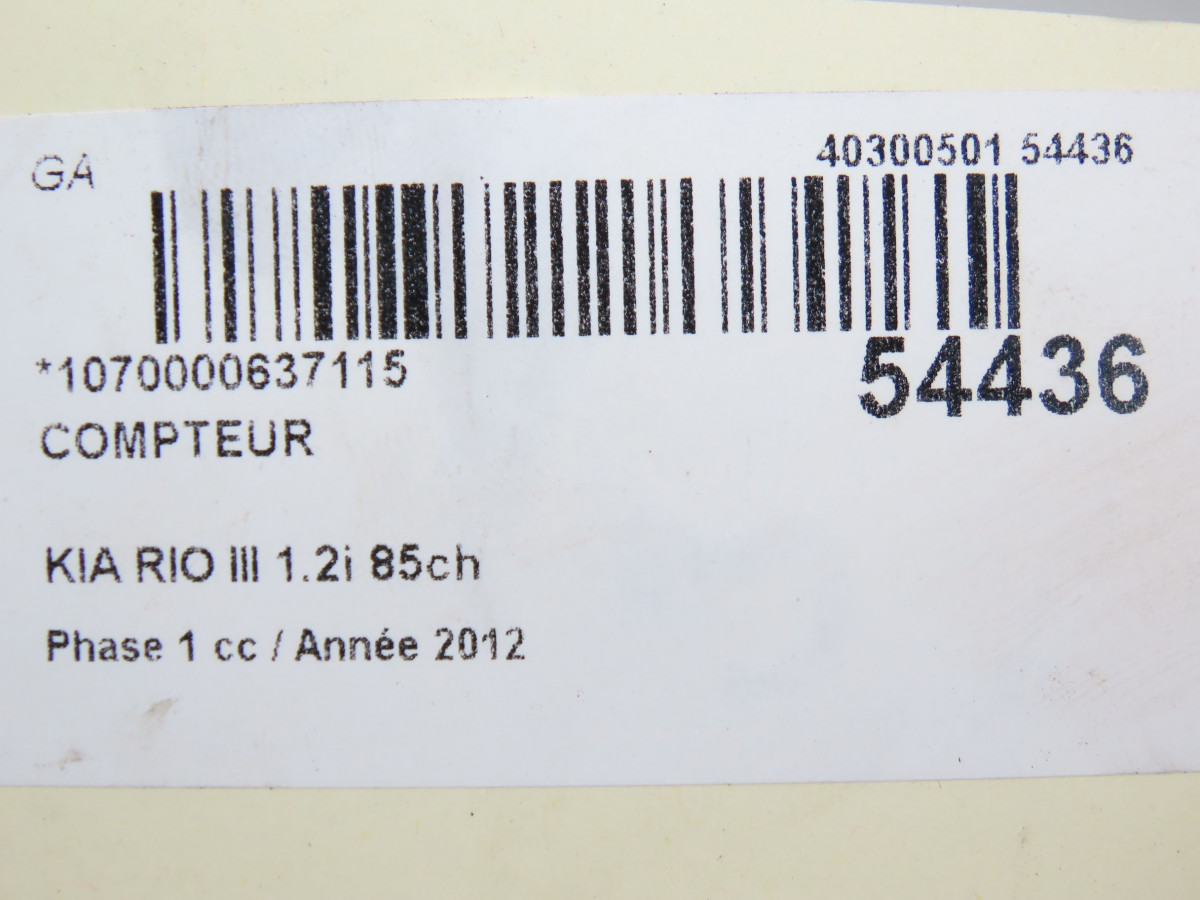 GA
40300501 54436
*1070000637115
54436
COMPTEUR
KIA RIO III 1.2i 85ch
Phase 1 cc / Année 2012